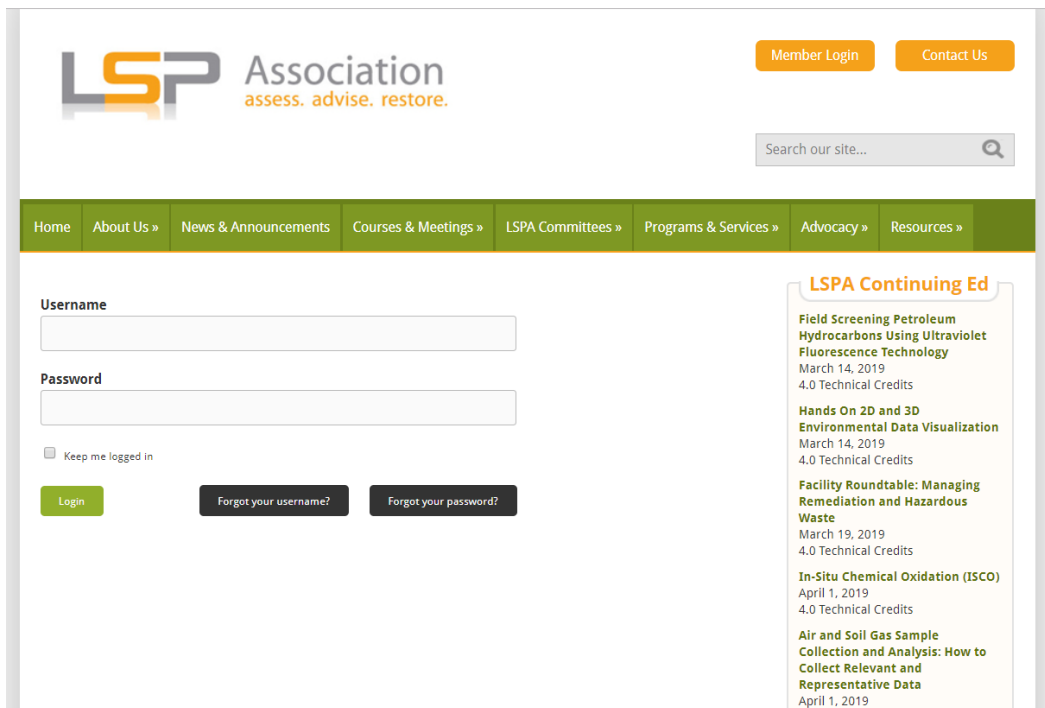 LSP Association
assess. advise. restore.
Member Login
Contact Us
Search our site...
Home
About Us »
News & Announcements
Courses & Meetings »
LSPA Committees »
Programs & Services »
Advocacy »
Resources »
Username
Password
Keep me logged in
Login
Forgot your username?
Forgot your password?
LSPA Continuing Ed
Field Screening Petroleum
Hydrocarbons Using Ultraviolet
Fluorescence Technology
March 14, 2019
4.0 Technical Credits
Hands On 2D and 3D
Environmental Data Visualization
March 14, 2019
4.0 Technical Credits
Facility Roundtable: Managing
Remediation and Hazardous
Waste
March 19, 2019
4.0 Technical Credits
In-Situ Chemical Oxidation (ISCO)
April 1, 2019
4.0 Technical Credits
Air and Soil Gas Sample
Collection and Analysis: How to
Collect Relevant and
Representative Data
April 1, 2019